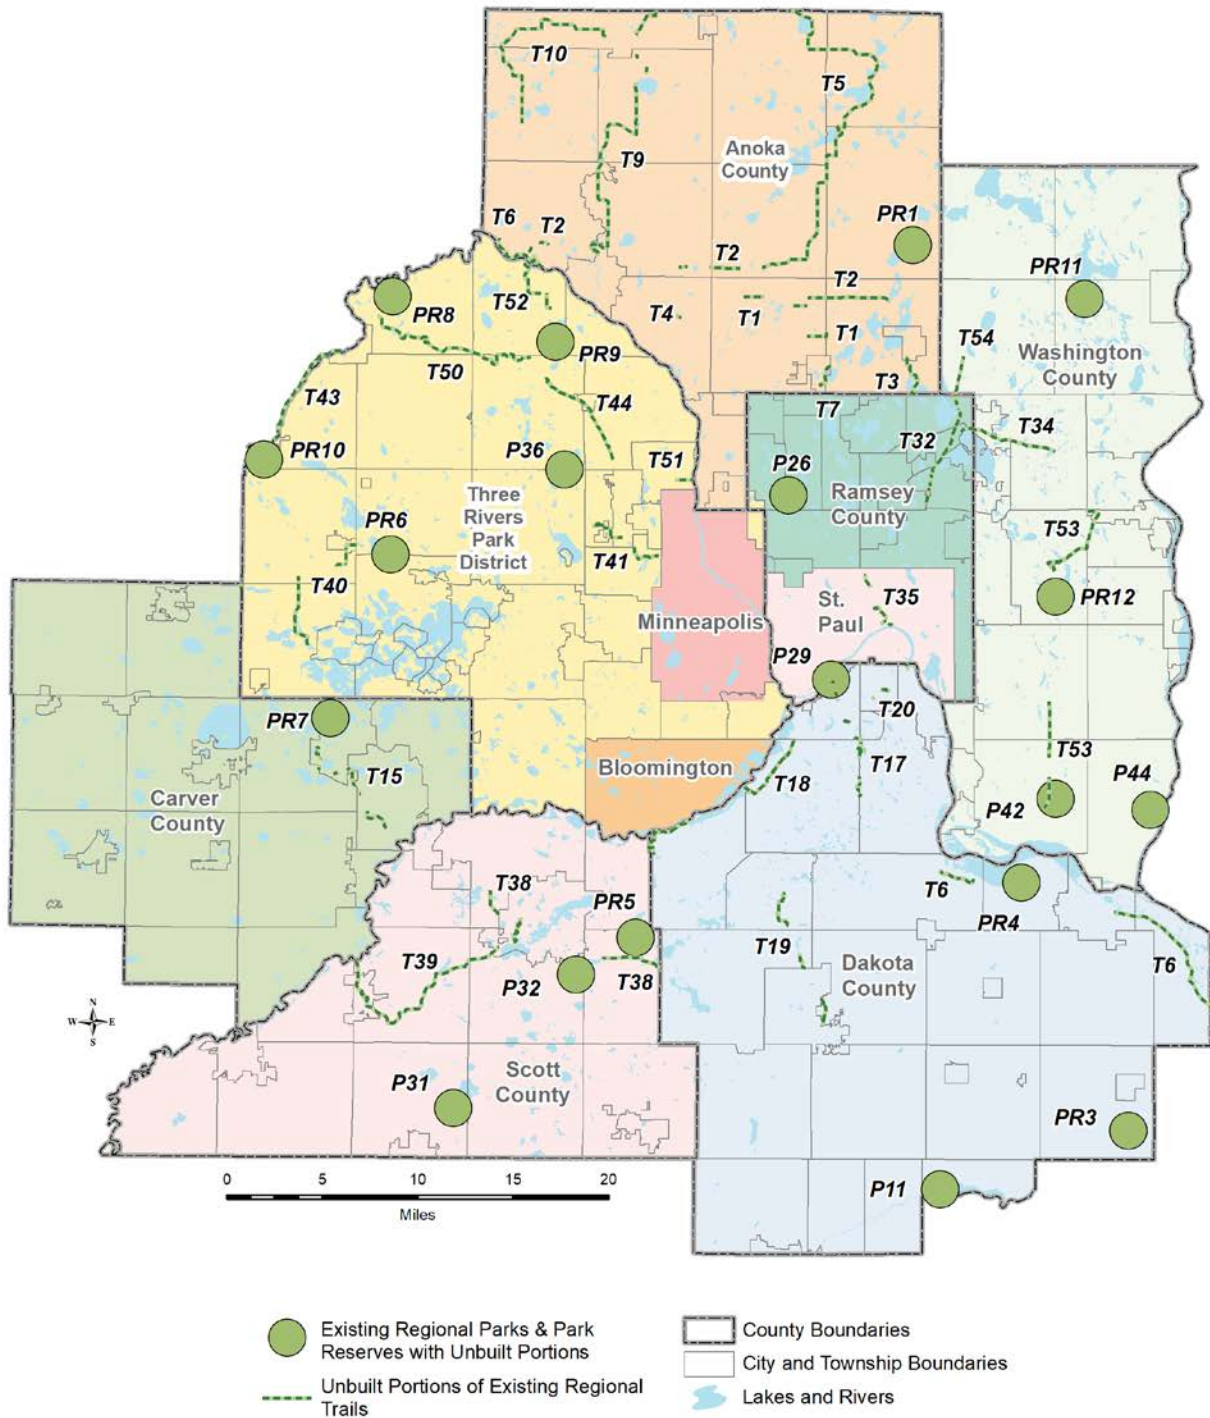 T10
T5
Anoka
County
T9
PR1
T6
T2
T2
PR11
T2
T52
T4
T1
PR8
T1
T54
Washington
County
PR9
T50
T3
T43
T44
T7
T34
T32
PR10
P36
T51
P26
Ramsey
County
Three
Rivers
Park
District
PR6
T53
T41
T40
PR12
T35
St.
Paul
Minneapolis
P29
T20
PR7
T17
T53
Bloomington
T15
T18
P44
Carver
County
P42
T38
T6
PR5
PR4
T19
T39
Dakota
County
T6
P32
T38
N
W E
S
Scott
County
P31
PR3
P11
0 5 10 20
Miles
Existing Regional Parks & Park
Reserves with Unbuilt Portions
Unbuilt Portions of Existing Regional
Trails
County Boundaries
City and Township Boundaries
Lakes and Rivers